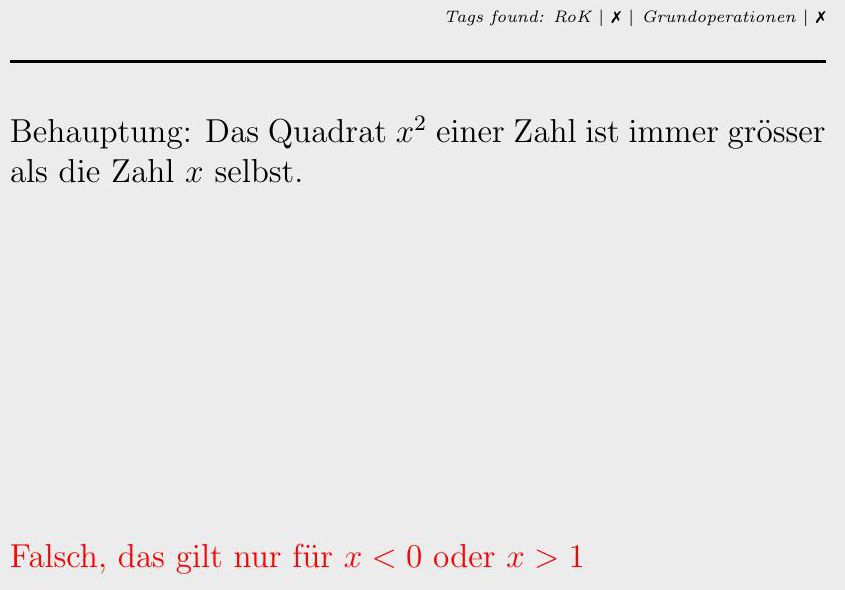 Tags found: RoK | ✗ | Grundoperationen | ✗
Behauptung: Das Quadrat x² einer Zahl ist immer grösser
als die Zahl x selbst.
Falsch, das gilt nur für x < 0 oder x > 1